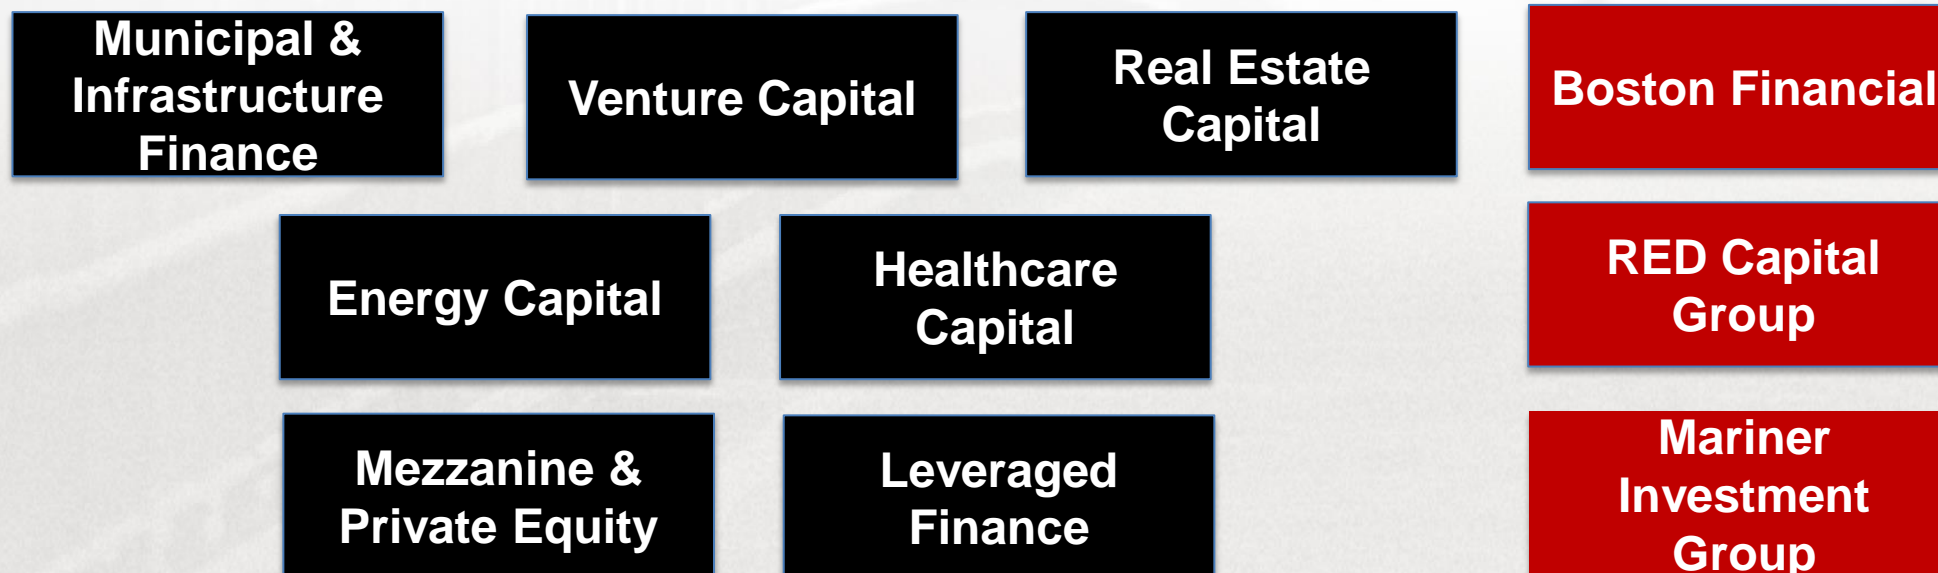 Municipal &
Infrastructure
Finance
Venture Capital
Real Estate
Capital
Boston Financial
Energy Capital
Healthcare
Capital
RED Capital
Group
Mezzanine &
Private Equity
Leveraged
Finance
Mariner
Investment
Group